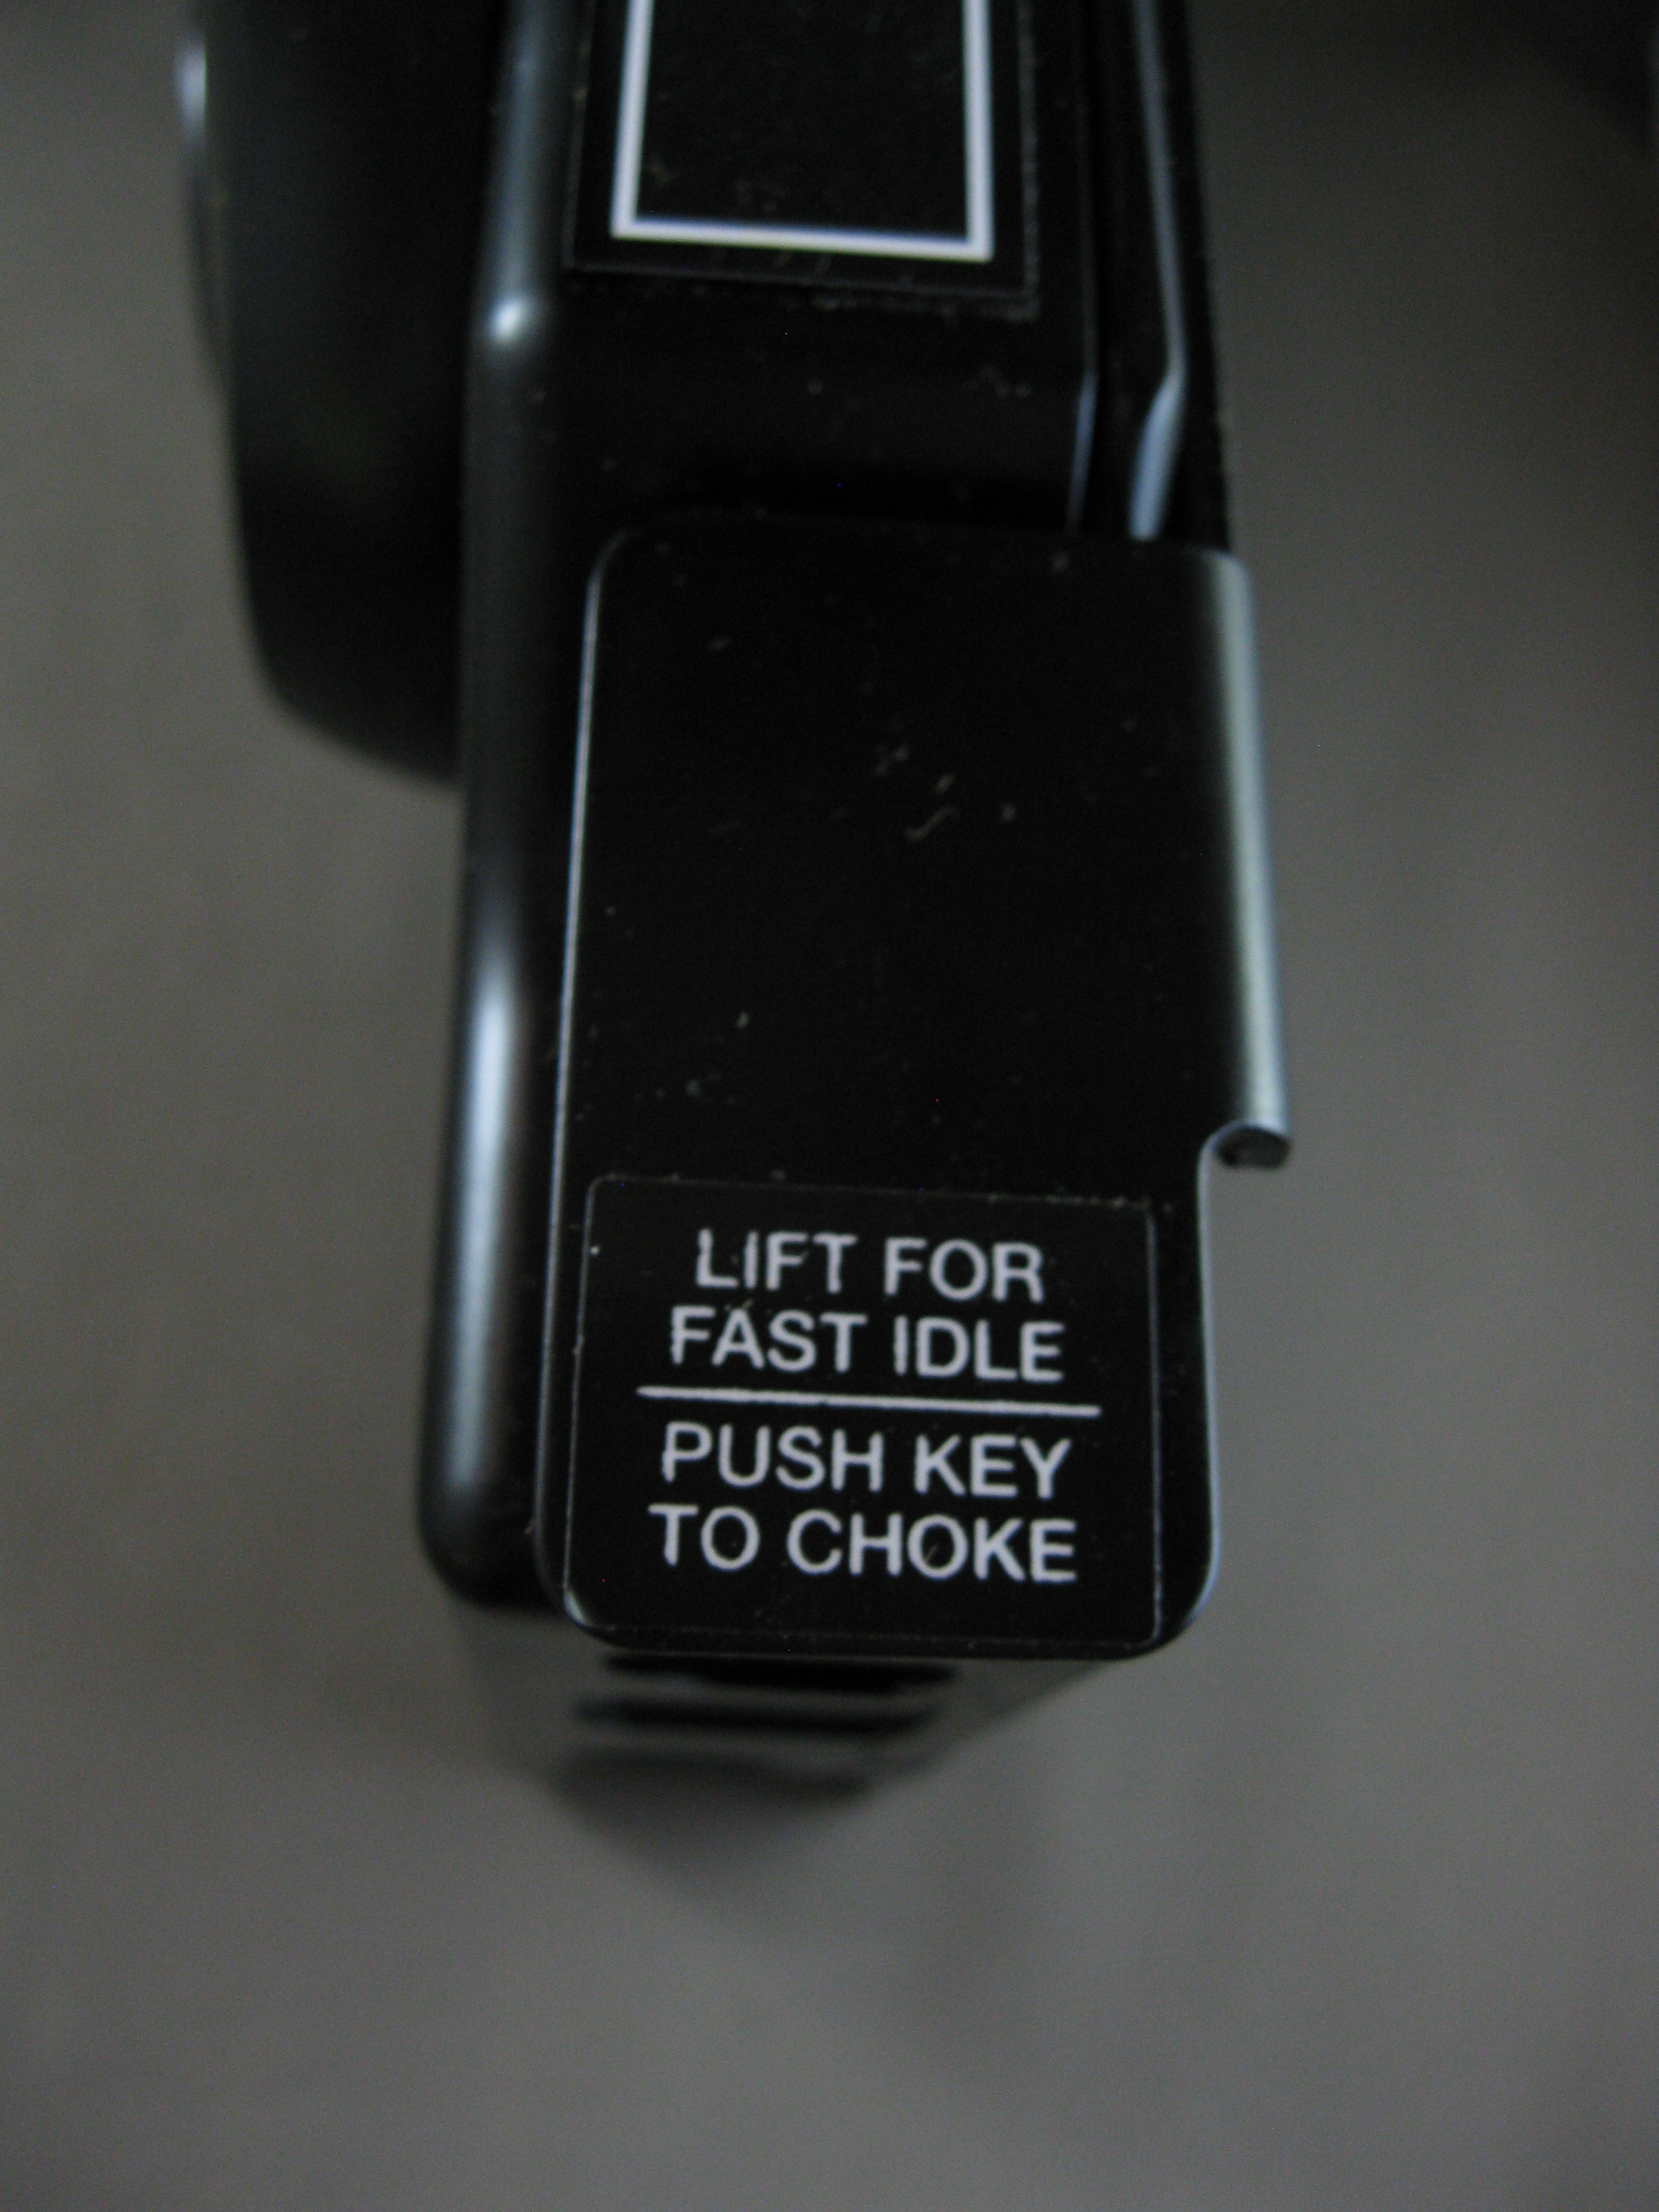 LIFT FOR
FAST IDLE
PUSH KEY
TO CHOKE